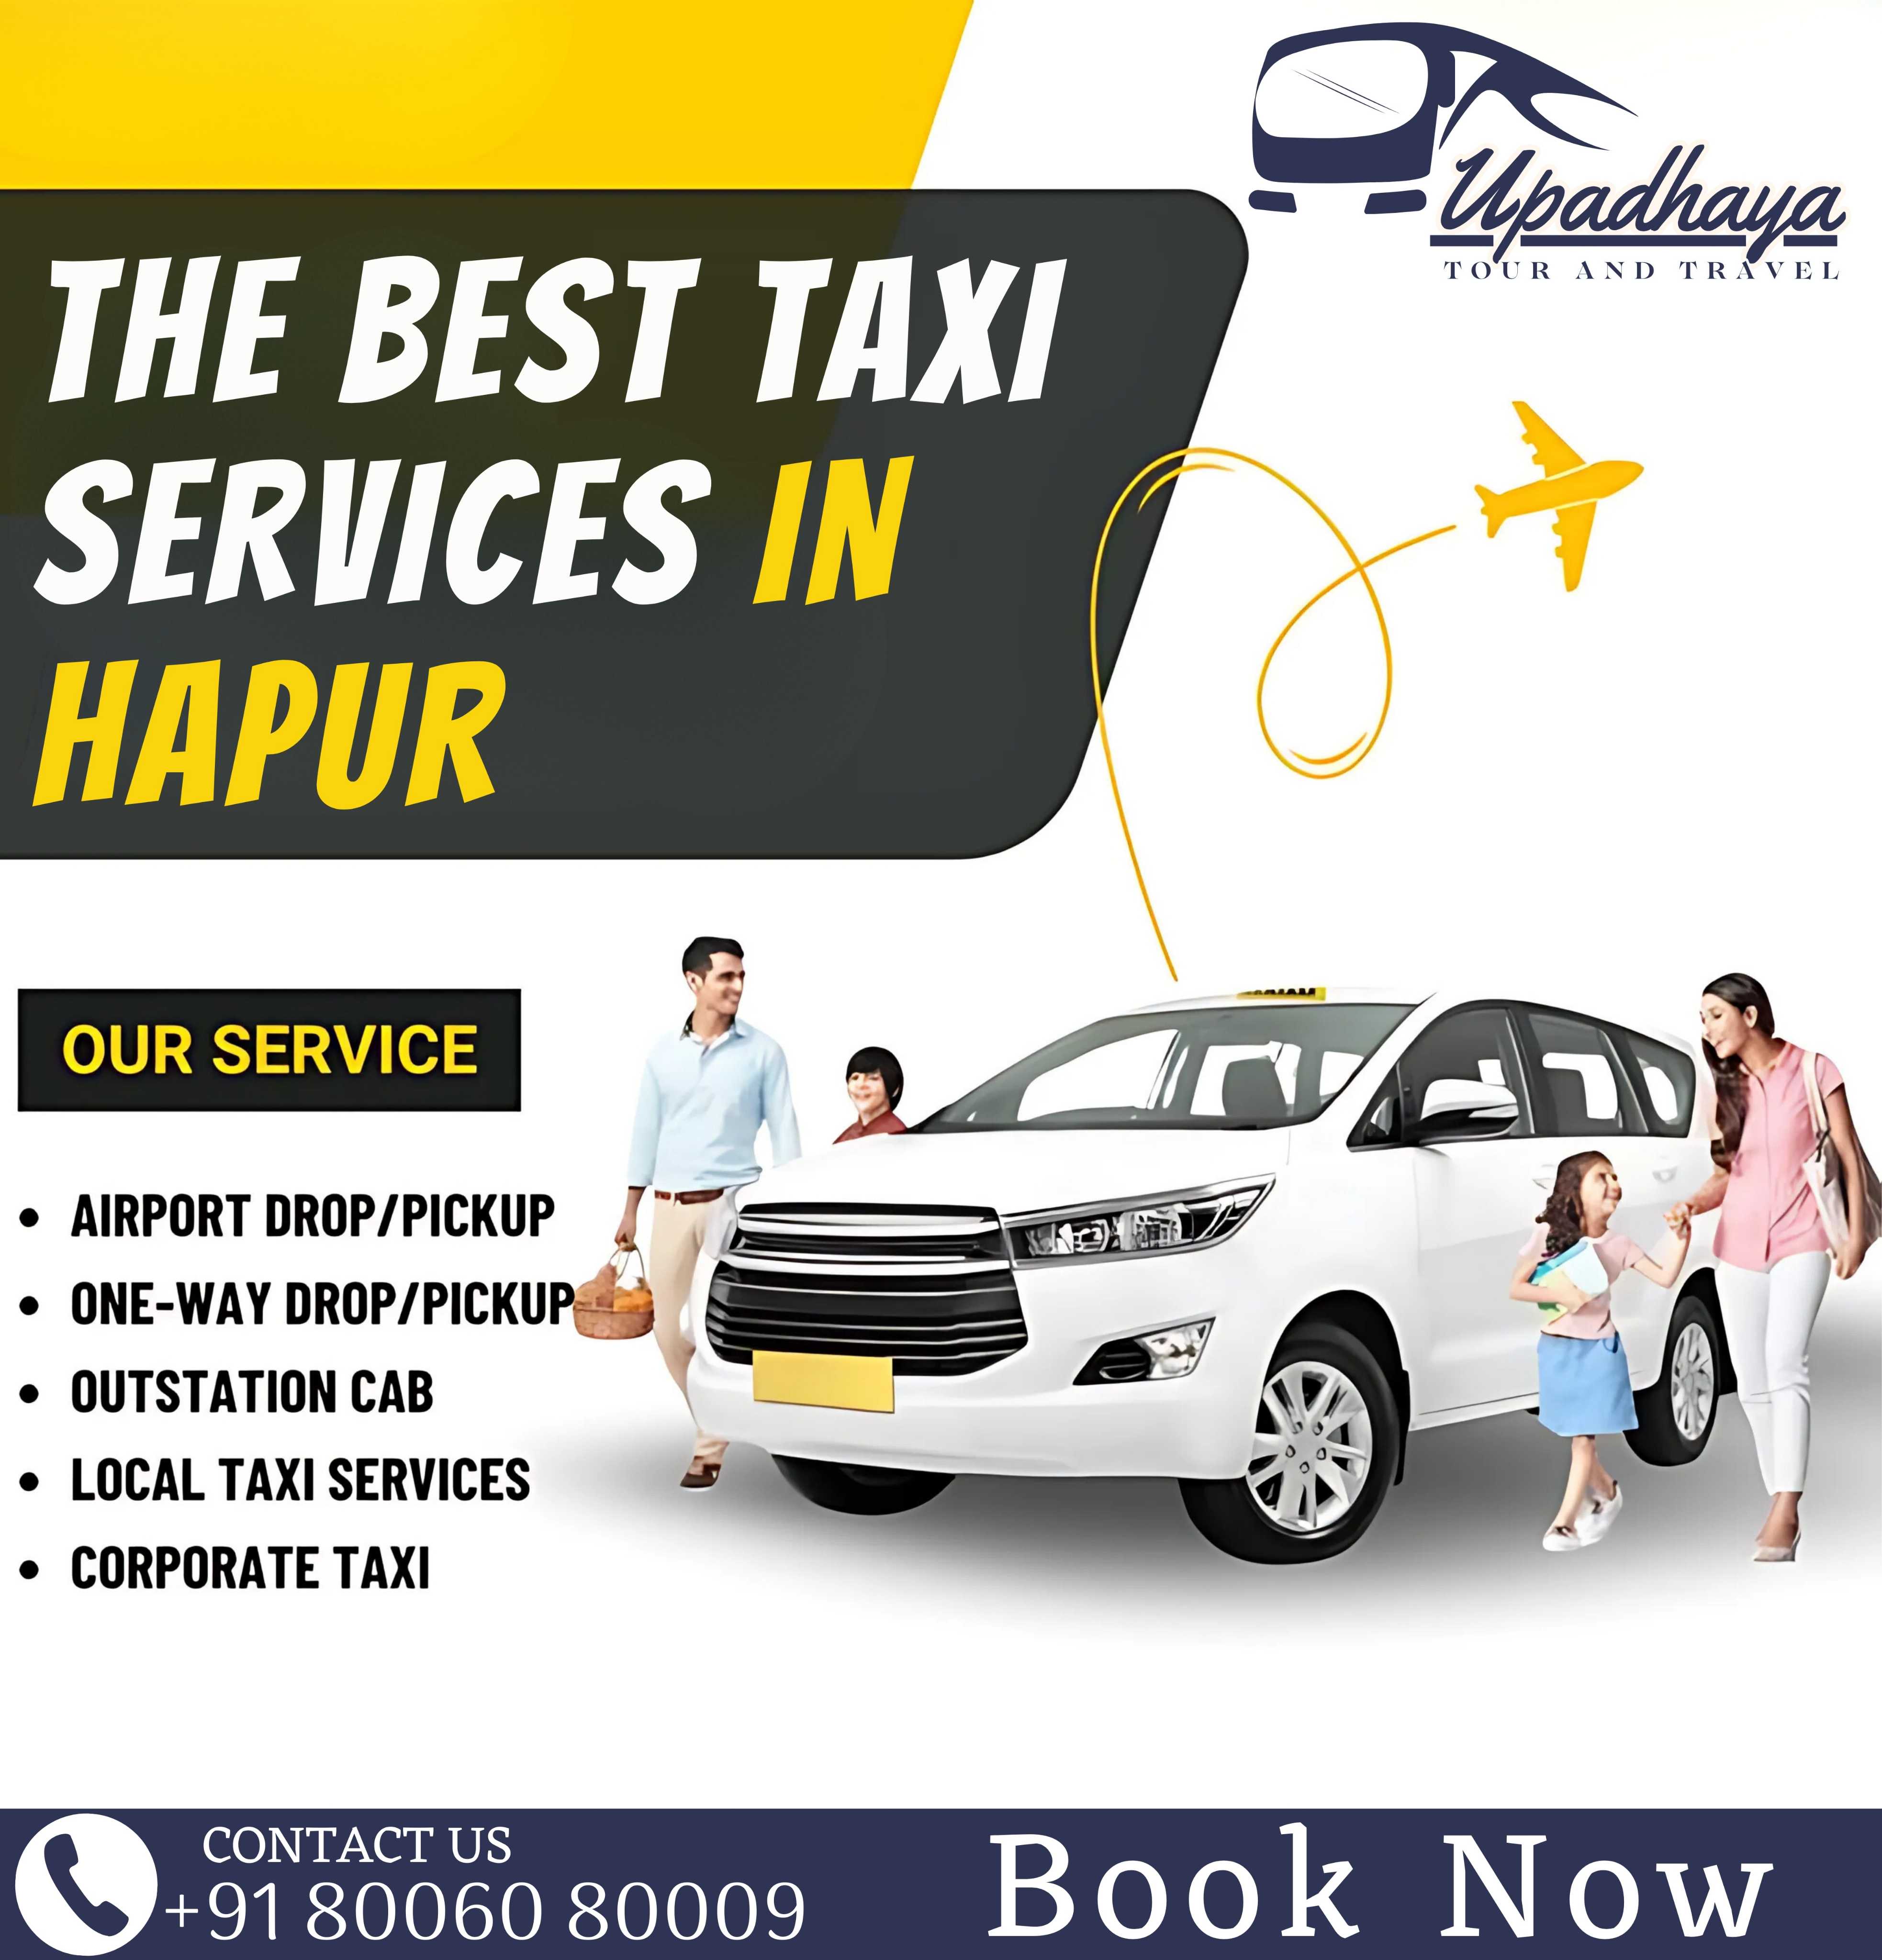 Upadhaya
TOUR AND TRAVEL
THE BEST TAXI
SERVICES IN
HAPUR
OUR SERVICE
• AIRPORT DROP/PICKUP
• ONE-WAY DROP/PICKUP
• OUTSTATION CAB
• LOCAL TAXI SERVICES
• CORPORATE TAXI
CONTACT US
+91 80060 80009
Book Now